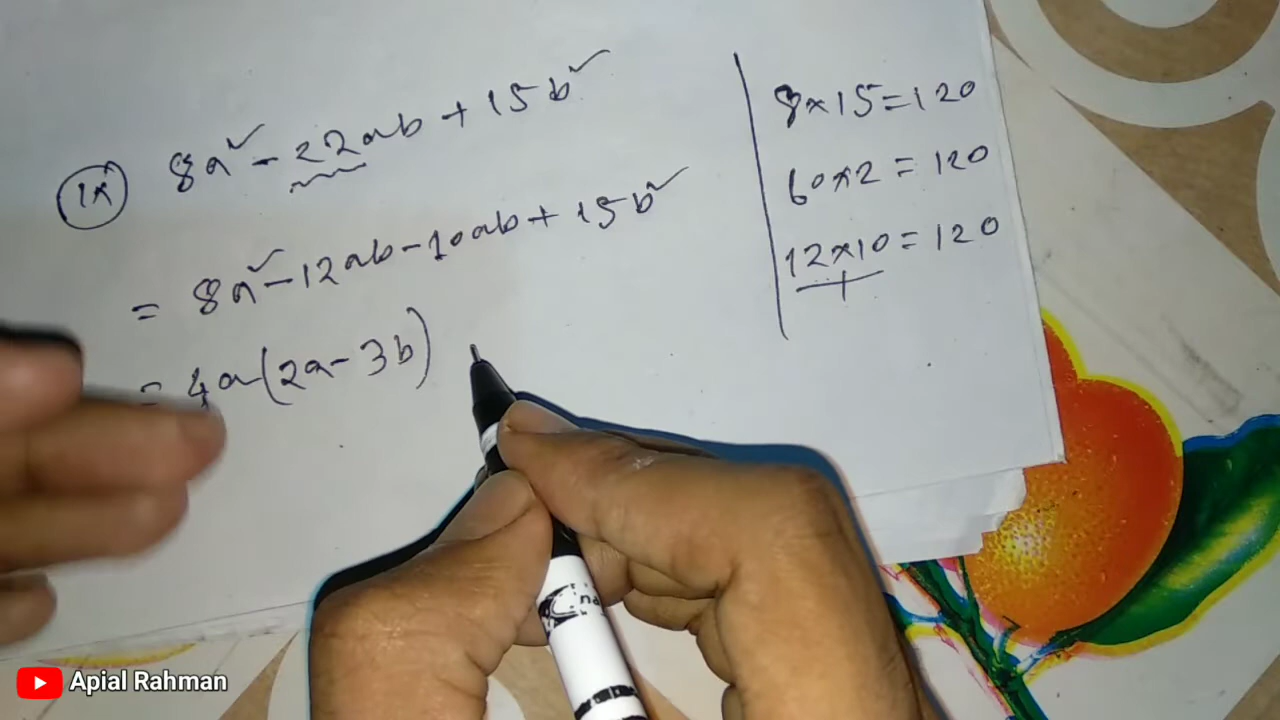 (ix) 8a² - 22ab + 15b²
= 8a² - 12ab - 10ab + 15b²
= 4a(2a - 3b)
8×15=120
60×2=120
12×10=120
Apial Rahman